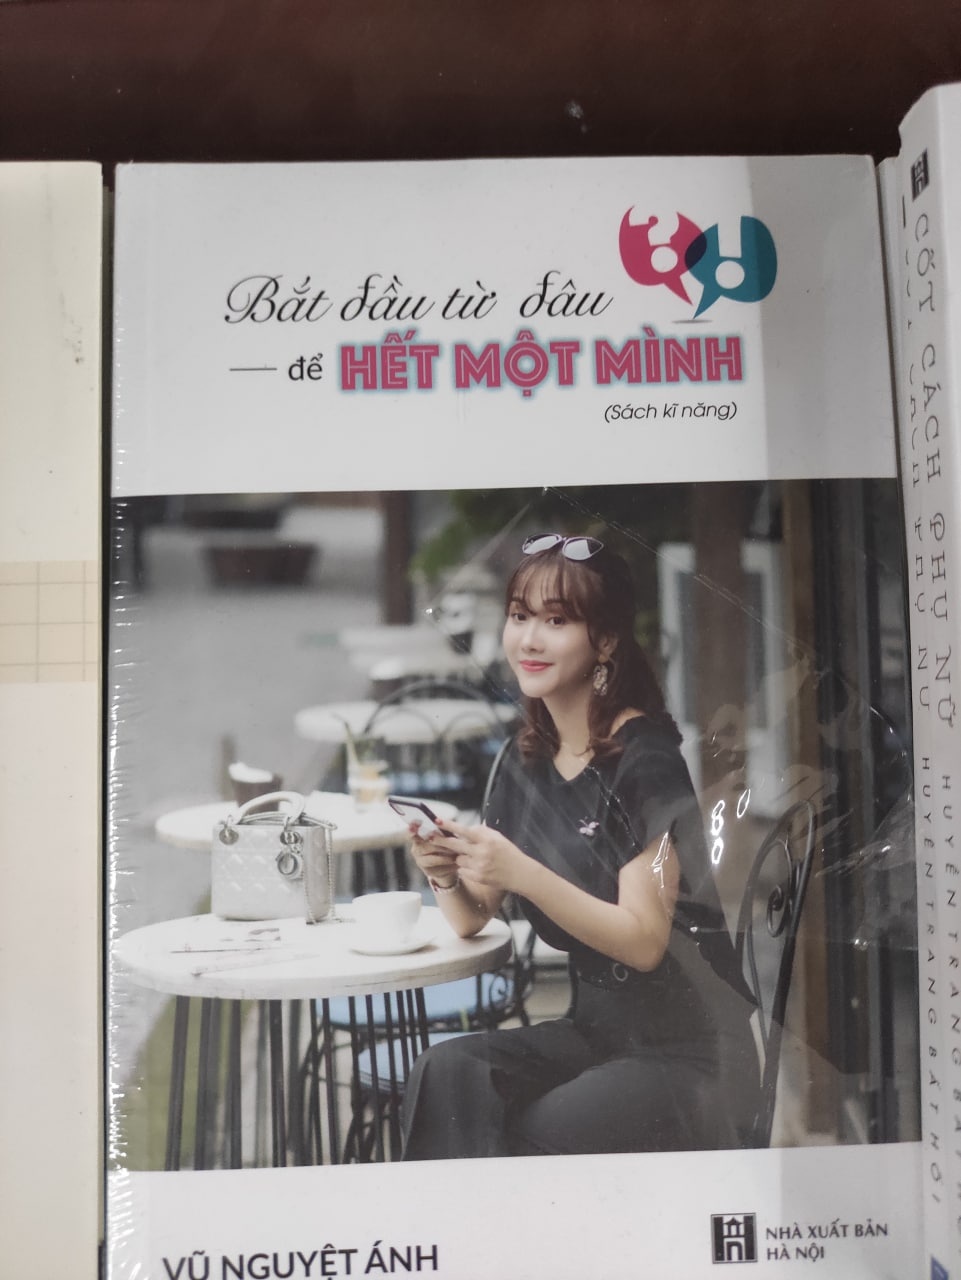 Bắt đầu từ đâu
để HẾT MỘT MÌNH
(Sách kĩ năng)
VŨ NGUYỆT ÁNH
NHÀ XUẤT BẢN
HÀ NỘI
CỐT CÁCH PHỤ NỮ HUYỀN TRANG BẤT HỐI